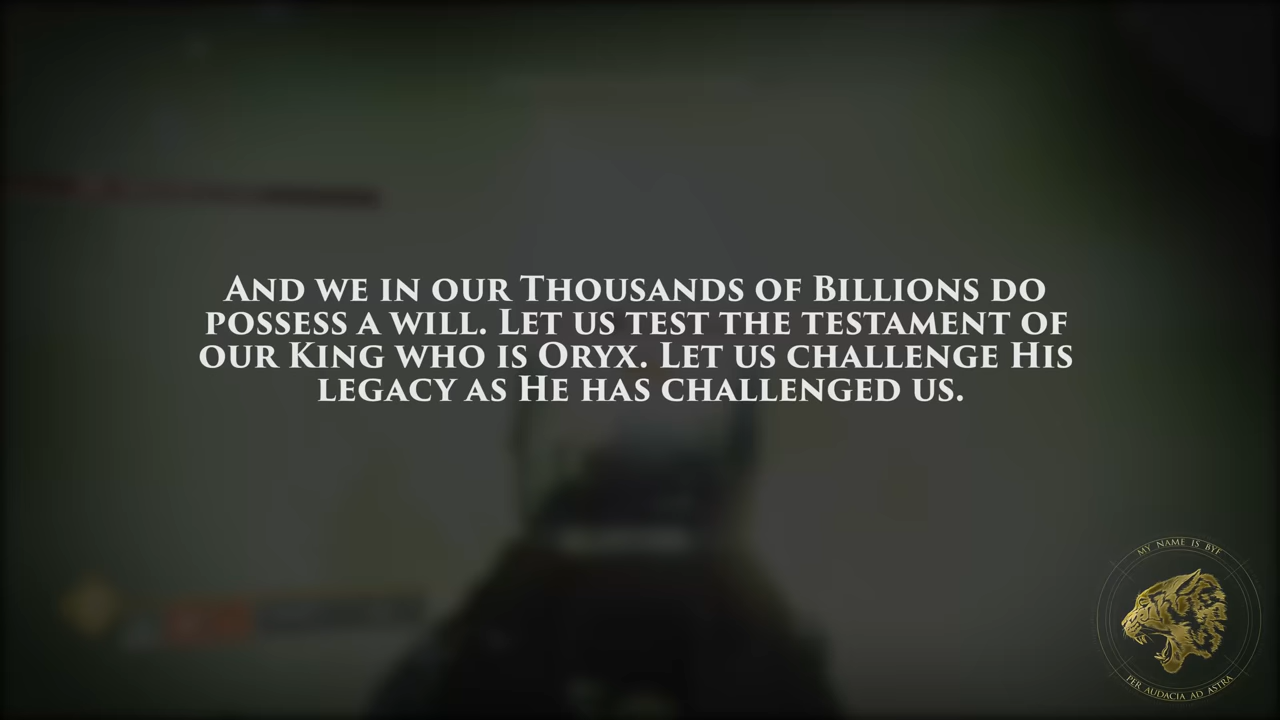 And we in our Thousands of Billions do
possess a will. Let us test the testament of
our King who is Oryx. Let us challenge His
legacy as He has challenged us.
MY NAME IS BYF
PER AUDACIA AD ASTRA